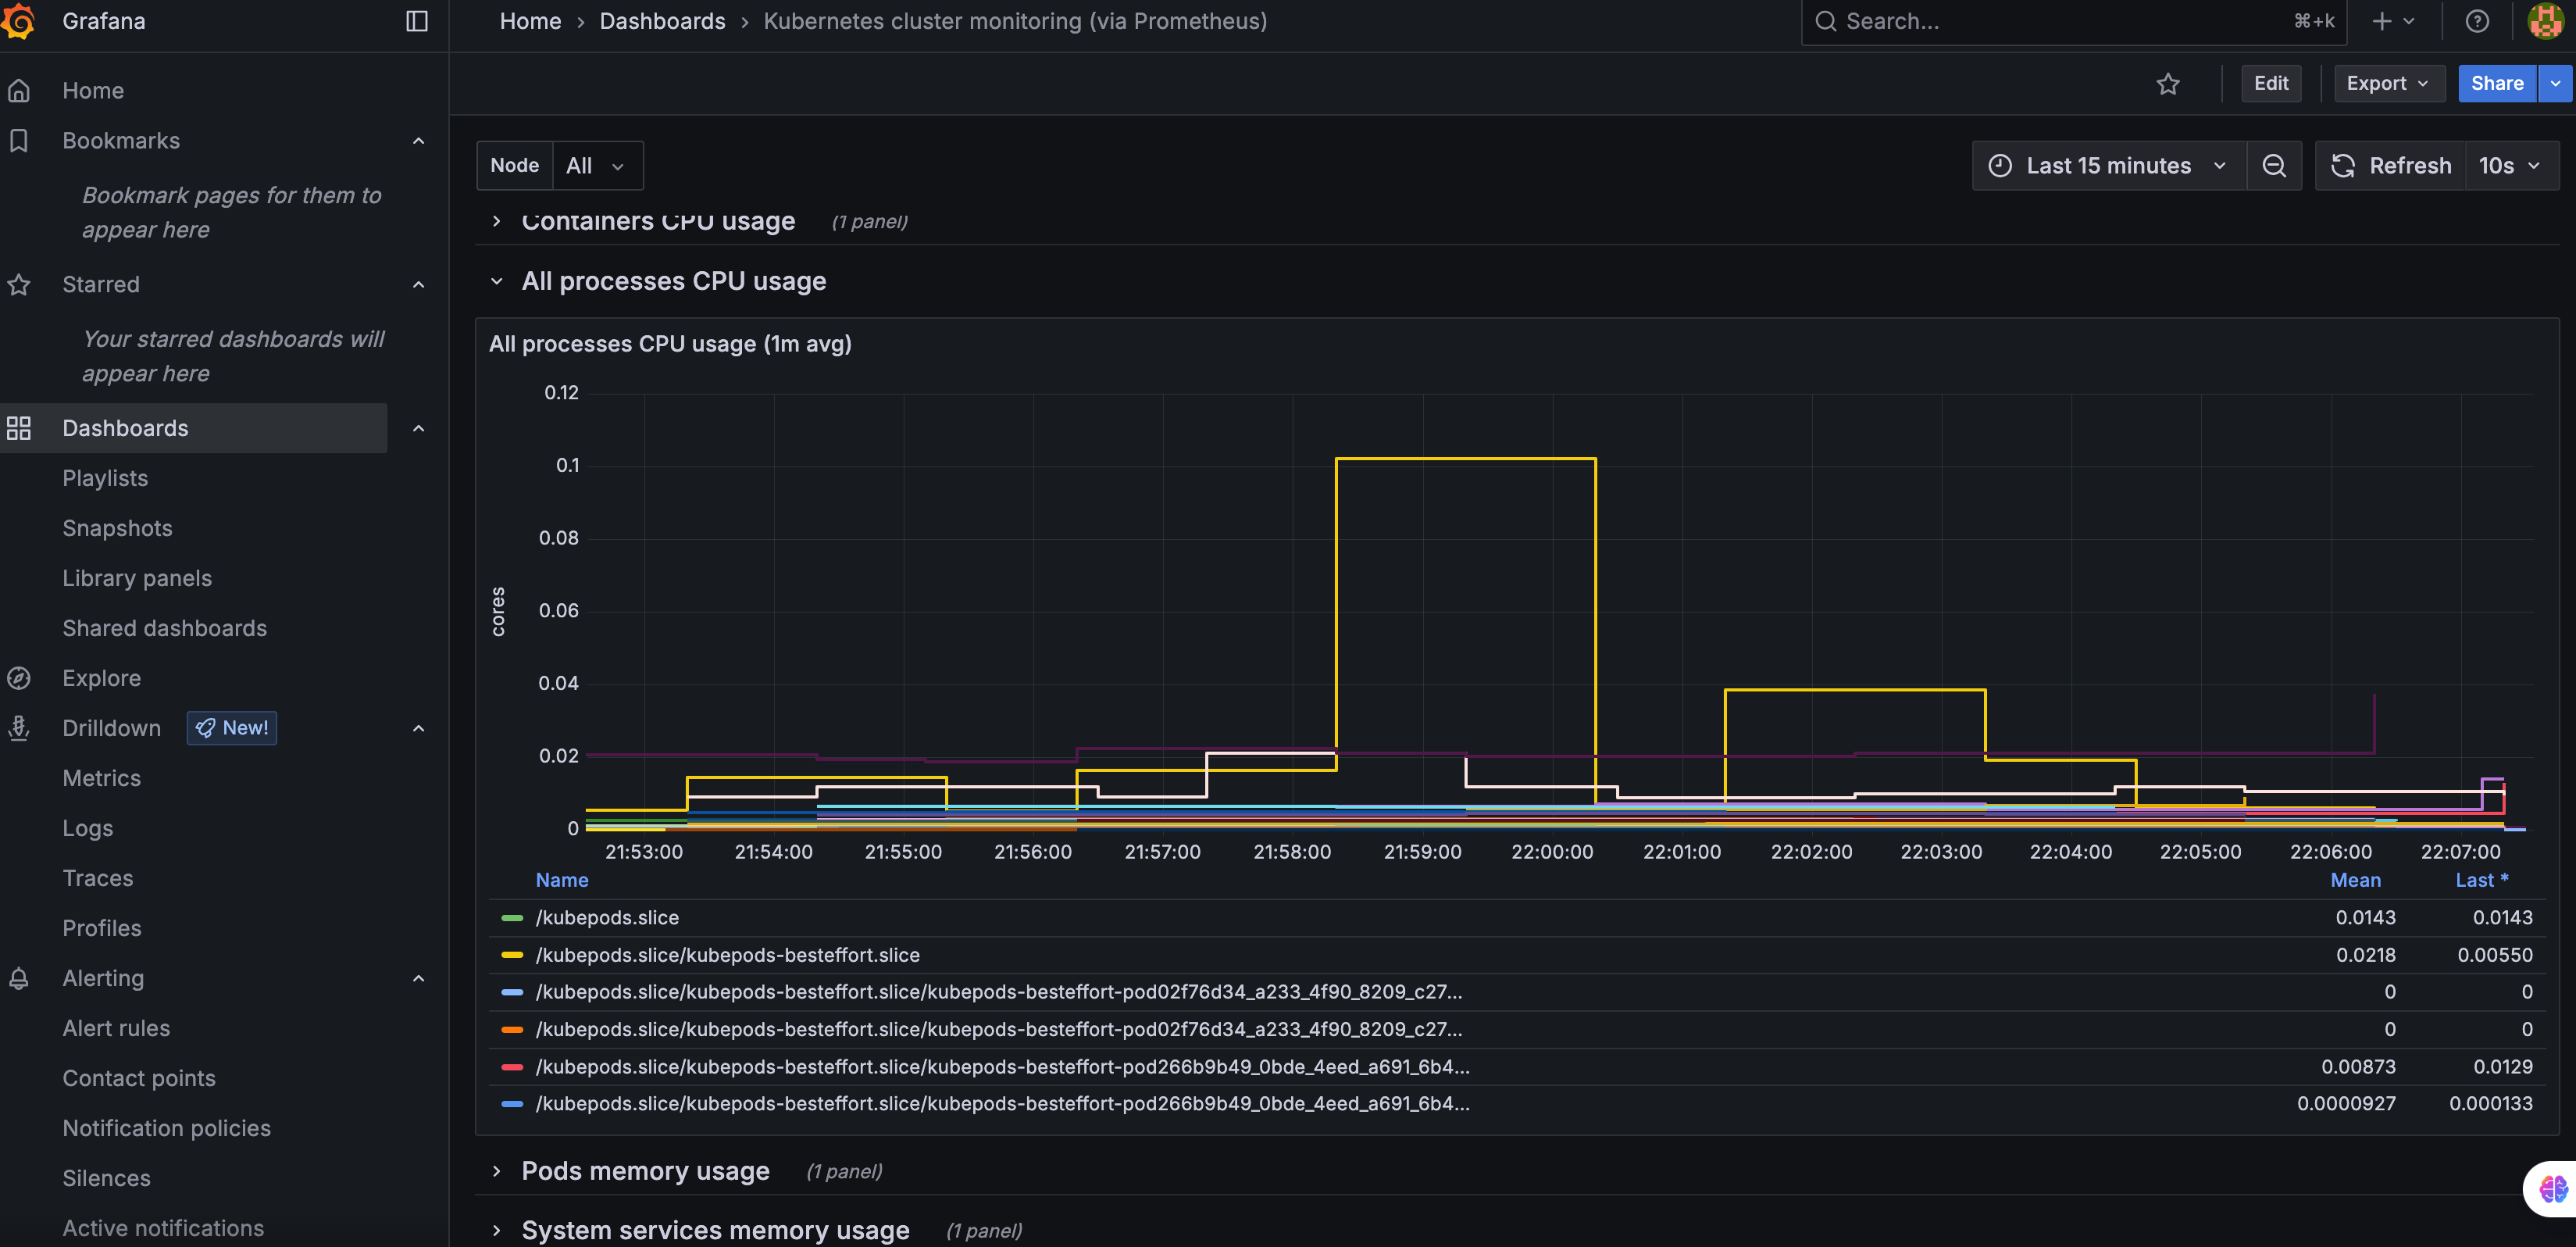 Grafana
Home › Dashboards › Kubernetes cluster monitoring (via Prometheus)
Search...
⌘+k
Edit
Export
Share
Home
Bookmarks
Bookmark pages for them to
appear here
Starred
Your starred dashboards will
appear here
Dashboards
Playlists
Snapshots
Library panels
Shared dashboards
Explore
Drilldown New!
Metrics
Logs
Traces
Profiles
Alerting
Alert rules
Contact points
Notification policies
Silences
Active notifications
Node All
Last 15 minutes
Refresh 10s
Containers CPU usage (1 panel)
All processes CPU usage
All processes CPU usage (1m avg)
0.12
0.1
0.08
0.06
0.04
0.02
0
cores
21:53:00 21:54:00 21:55:00 21:56:00 21:57:00 21:58:00 21:59:00 22:00:00 22:01:00 22:02:00 22:03:00 22:04:00 22:05:00 22:06:00 22:07:00
Name Mean Last *
/kubepods.slice 0.0143 0.0143
/kubepods.slice/kubepods-besteffort.slice 0.0218 0.00550
/kubepods.slice/kubepods-besteffort.slice/kubepods-besteffort-pod02f76d34_a233_4f90_8209_c27... 0 0
/kubepods.slice/kubepods-besteffort.slice/kubepods-besteffort-pod02f76d34_a233_4f90_8209_c27... 0 0
/kubepods.slice/kubepods-besteffort.slice/kubepods-besteffort-pod266b9b49_0bde_4eed_a691_6b4... 0.00873 0.0129
/kubepods.slice/kubepods-besteffort.slice/kubepods-besteffort-pod266b9b49_0bde_4eed_a691_6b4... 0.0000927 0.000133
Pods memory usage (1 panel)
System services memory usage (1 panel)